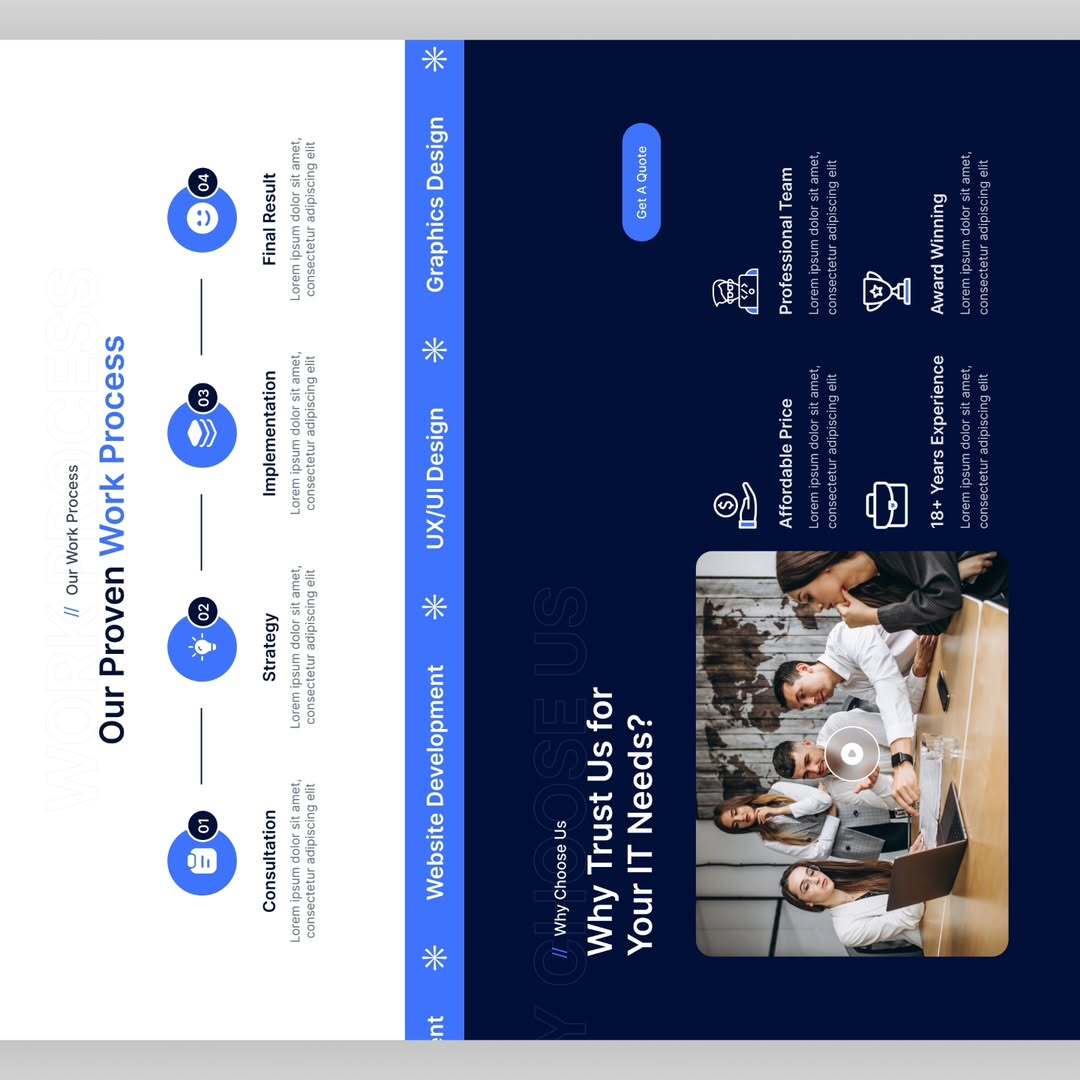 WORK PROCESS
// Our Work Process
Our Proven Work Process
01
02
03
04
Consultation
Lorem ipsum dolor sit amet,
consectetur adipiscing elit
Strategy
Lorem ipsum dolor sit amet,
consectetur adipiscing elit
Implementation
Lorem ipsum dolor sit amet,
consectetur adipiscing elit
Final Result
Lorem ipsum dolor sit amet,
consectetur adipiscing elit
ent Website Development UX/UI Design Graphics Design
Y CHOOSE US
// Why Choose Us
Why Trust Us for
Your IT Needs?
Get A Quote
Affordable Price
Lorem ipsum dolor sit amet,
consectetur adipiscing elit
Professional Team
Lorem ipsum dolor sit amet,
consectetur adipiscing elit
18+ Years Experience
Lorem ipsum dolor sit amet,
consectetur adipiscing elit
Award Winning
Lorem ipsum dolor sit amet,
consectetur adipiscing elit